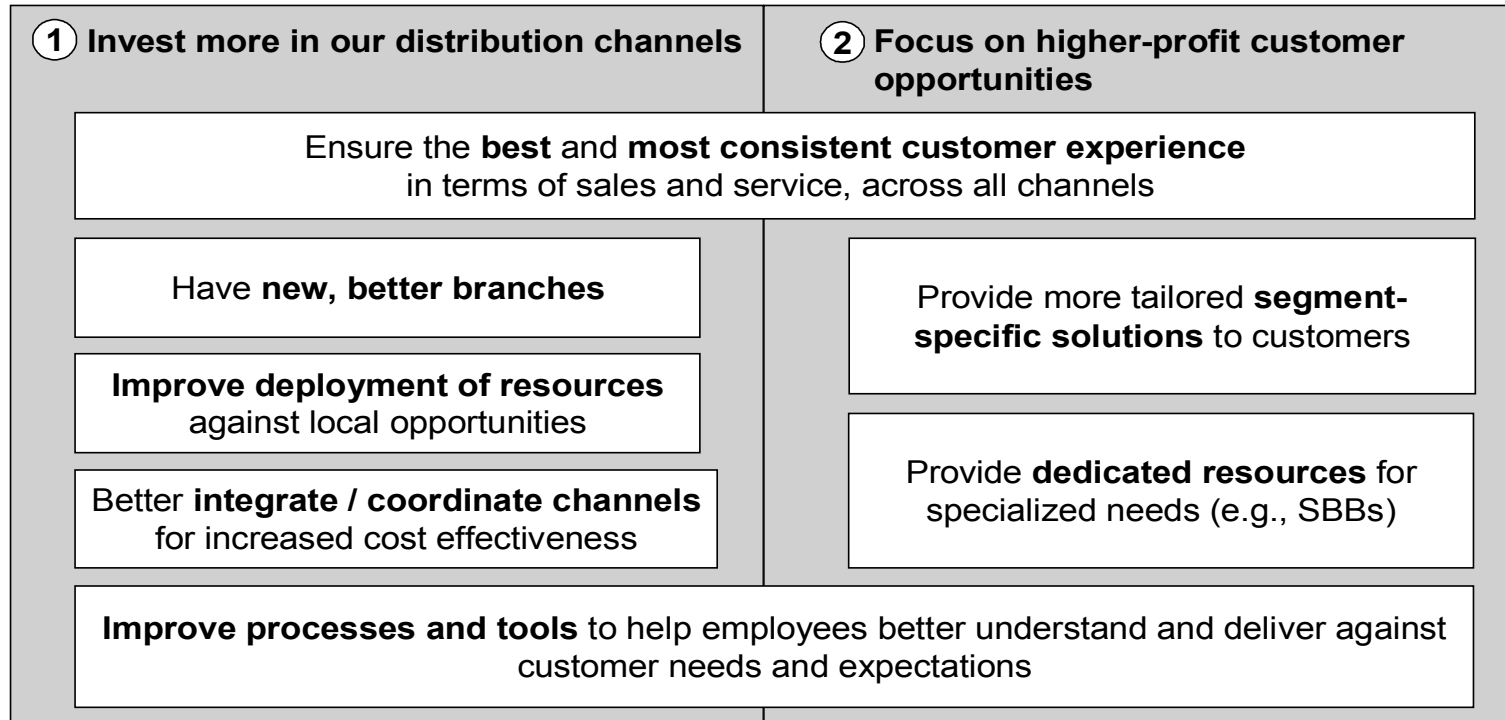 1 Invest more in our distribution channels
2 Focus on higher-profit customer
opportunities
Ensure the best and most consistent customer experience
in terms of sales and service, across all channels
Have new, better branches
Improve deployment of resources
against local opportunities
Better integrate / coordinate channels
for increased cost effectiveness
Provide more tailored segment-
specific solutions to customers
Provide dedicated resources for
specialized needs (e.g., SBBs)
Improve processes and tools to help employees better understand and deliver against
customer needs and expectations